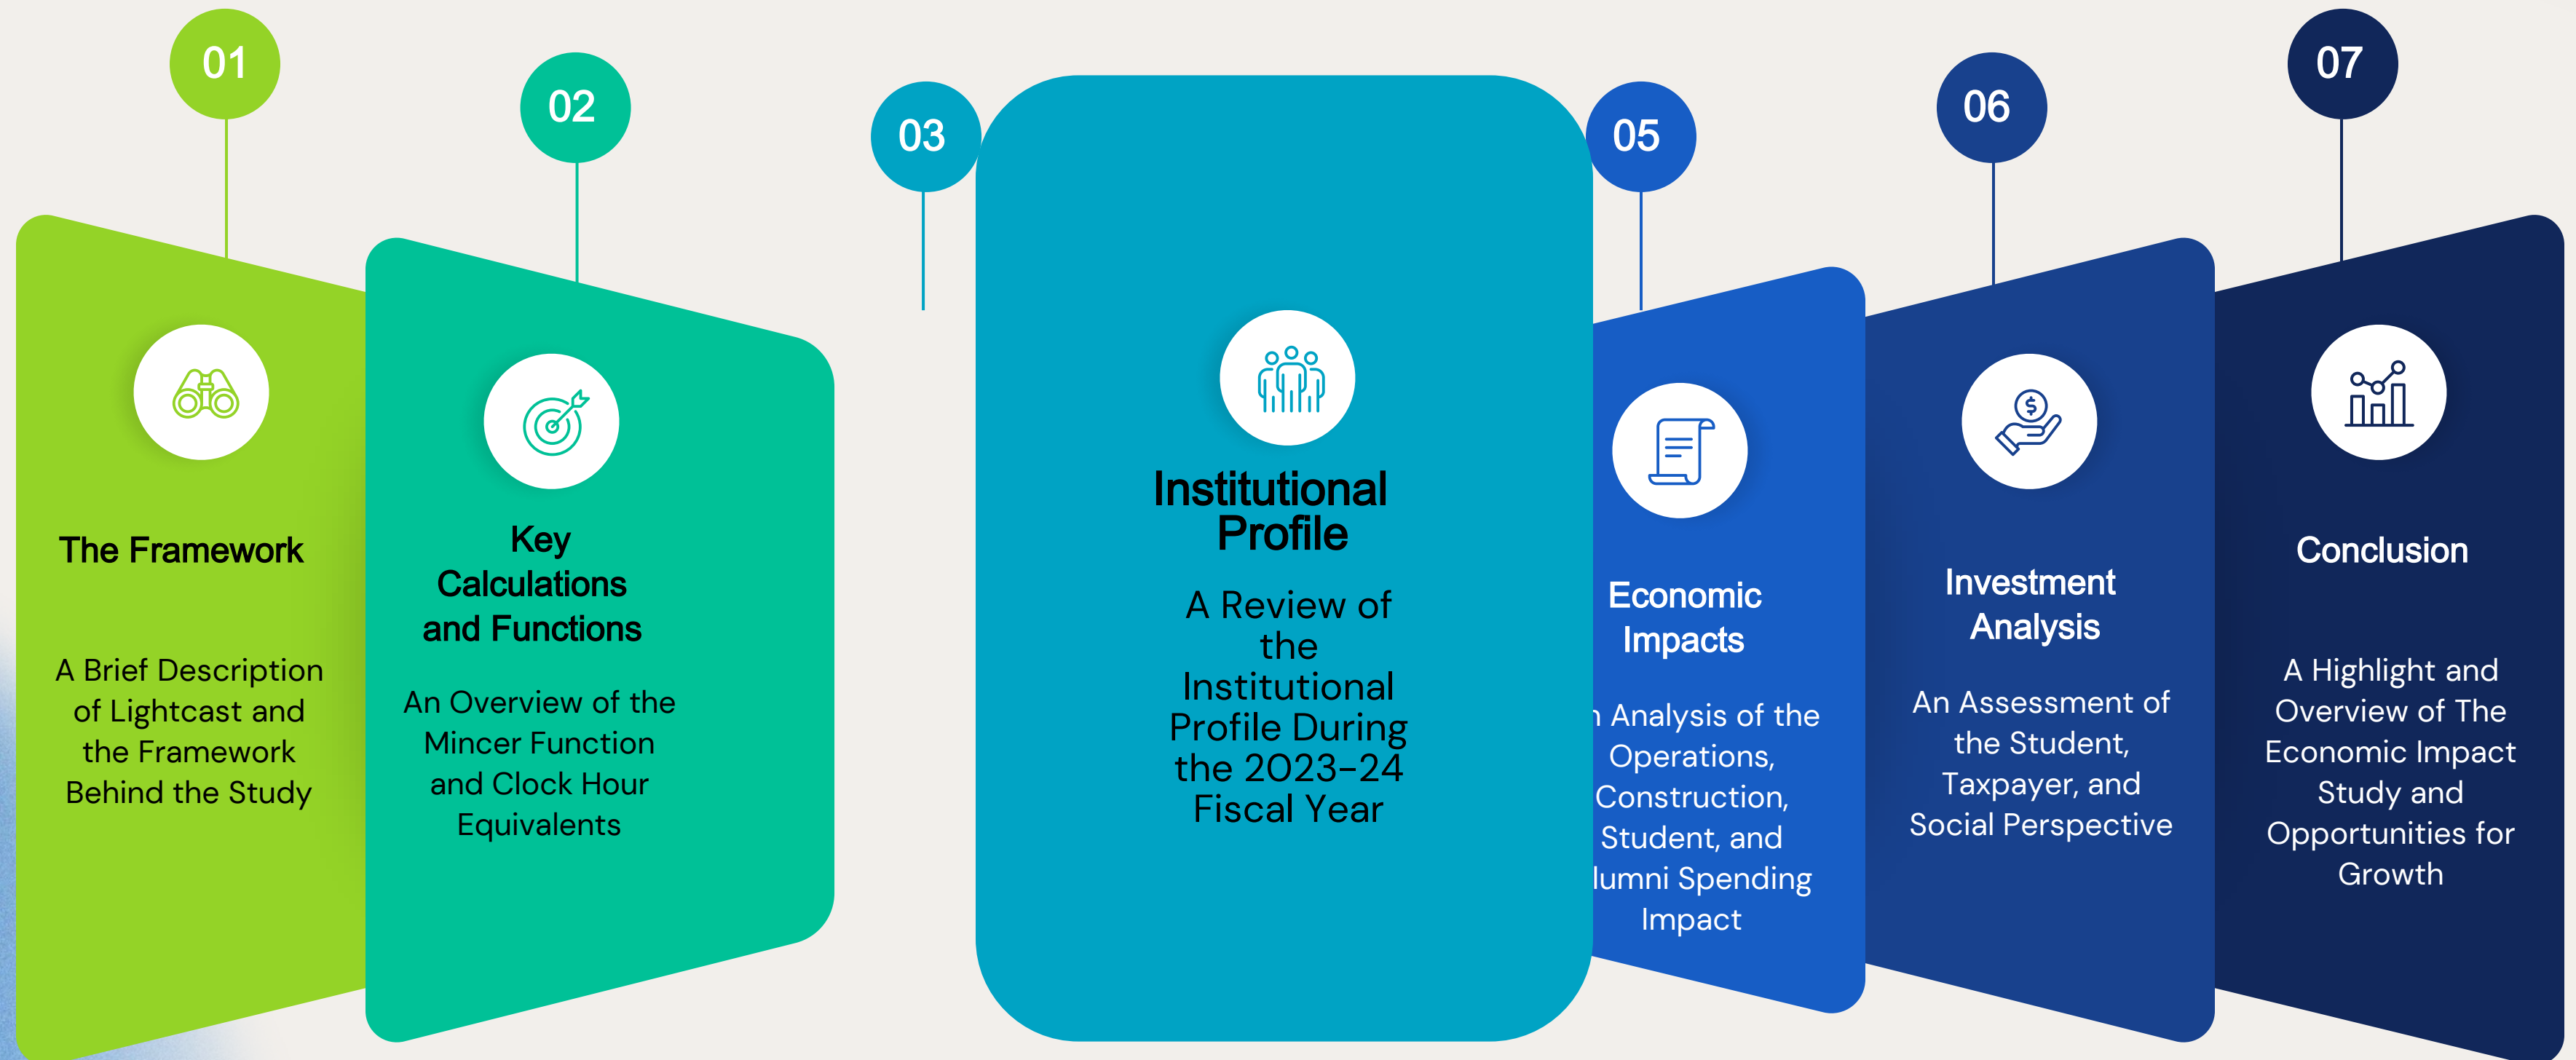 01
The Framework
A Brief Description
of Lightcast and
the Framework
Behind the Study
02
Key
Calculations
and Functions
An Overview of the
Mincer Function
and Clock Hour
Equivalents
03
Institutional
Profile
A Review of
the
Institutional
Profile During
the 2023-24
Fiscal Year
05
Economic
Impacts
Analysis of the
Operations,
Construction,
Student, and
lumni Spending
Impact
06
Investment
Analysis
An Assessment of
the Student,
Taxpayer, and
Social Perspective
07
Conclusion
A Highlight and
Overview of The
Economic Impact
Study and
Opportunities for
Growth